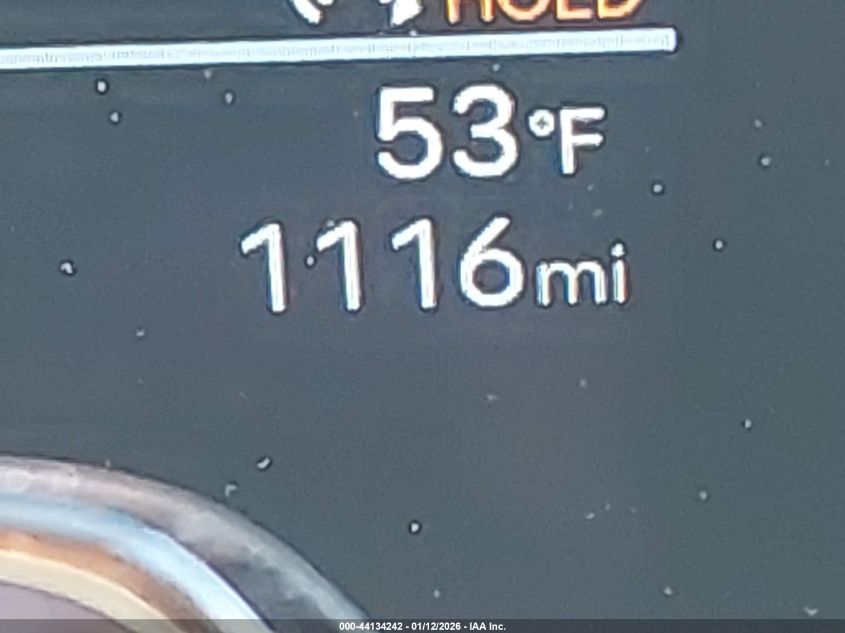 HOLD
53°F
1116mi
000-44134242 - 01/12/2026 - IAA Inc.